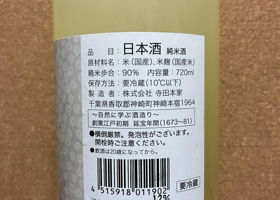 品目:日本酒 純米酒
原材料名:米(国産)、米麹(国産米)
精米歩合:90% 内容量:720ml
保存方法:要冷蔵(10℃以下)
製造者:株式会社 寺田本家
千葉県香取郡神崎町神崎本宿1964
~自然に学ぶ酒造り~
創業江戸初期 延宝年間(1673~81)
●横倒厳禁。発泡性がございます。
開栓時ご注意ください。
●飲酒は20歳になってから。
4 515918 011902
要冷蔵
12%